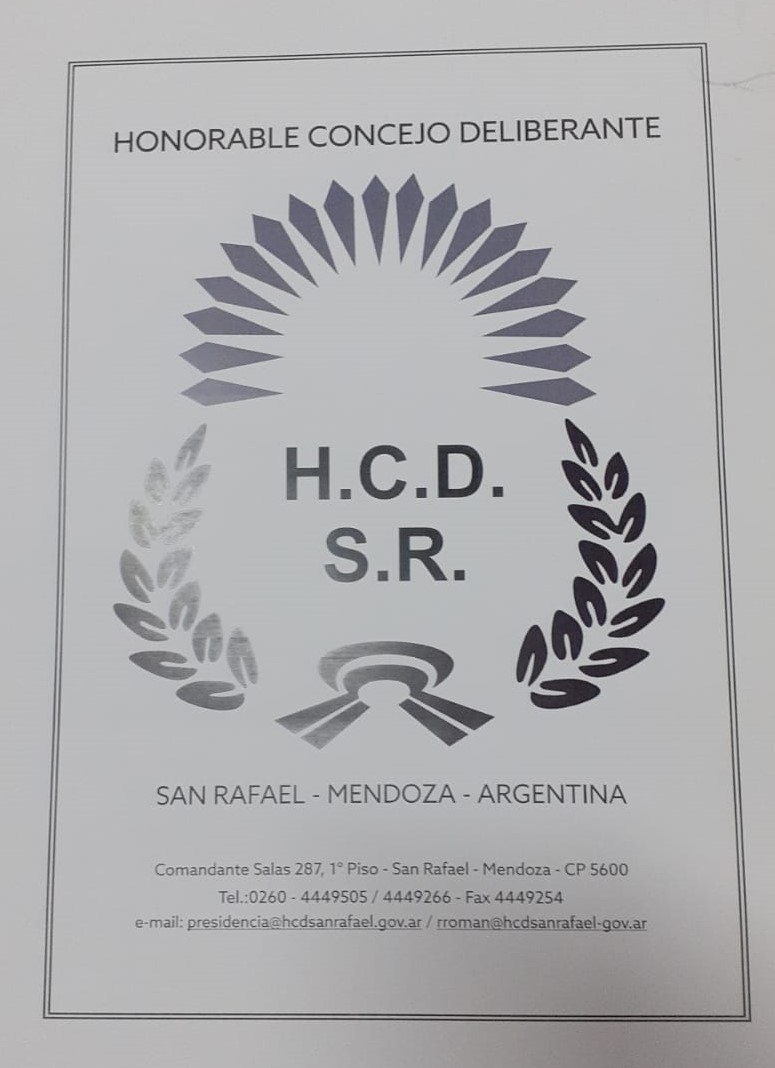 HONORABLE CONCEJO DELIBERANTE
H.C.D.
S.R.
SAN RAFAEL - MENDOZA - ARGENTINA
Comandante Salas 287, 1° Piso - San Rafael - Mendoza - CP 5600
Tel.:0260 - 4449505 / 4449266 - Fax 4449254
e-mail: presidencia@hcdsanrafael.gov.ar / rroman@hcdsanrafael-gov.ar